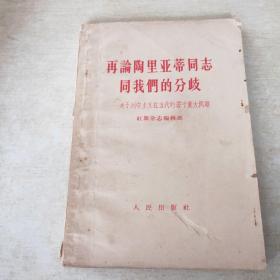 再論陶里亚蒂同志
同我們的分歧
——关于列宁主义在当代的若干重大問題
紅旗杂志編輯部
人民出版社